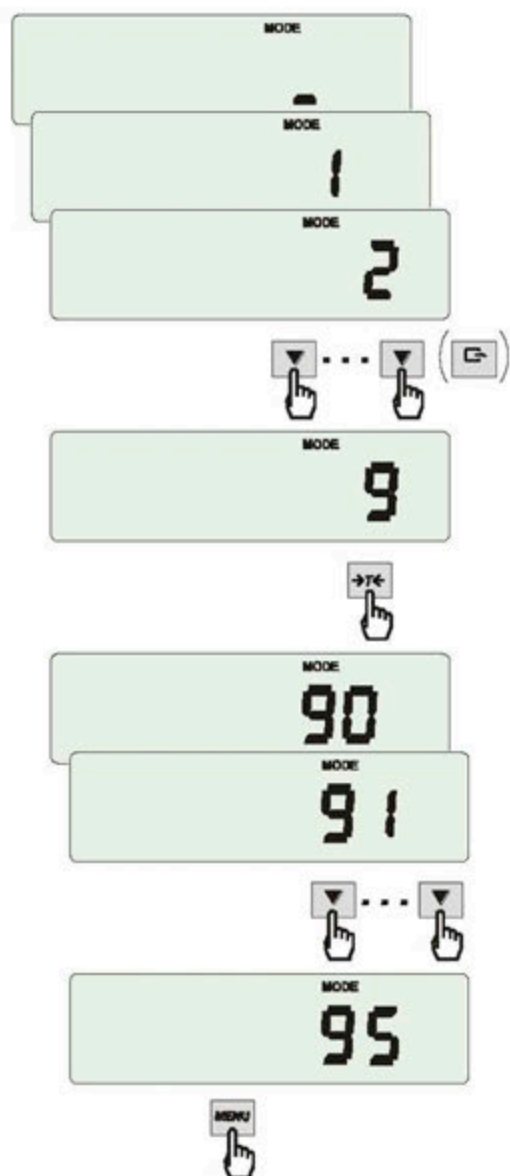 MODE
-
MODE
1
MODE
2
▼ ... ▼ ( )
MODE
9
→T←
MODE
90
MODE
91
▼ ... ▼
MODE
95
MENU